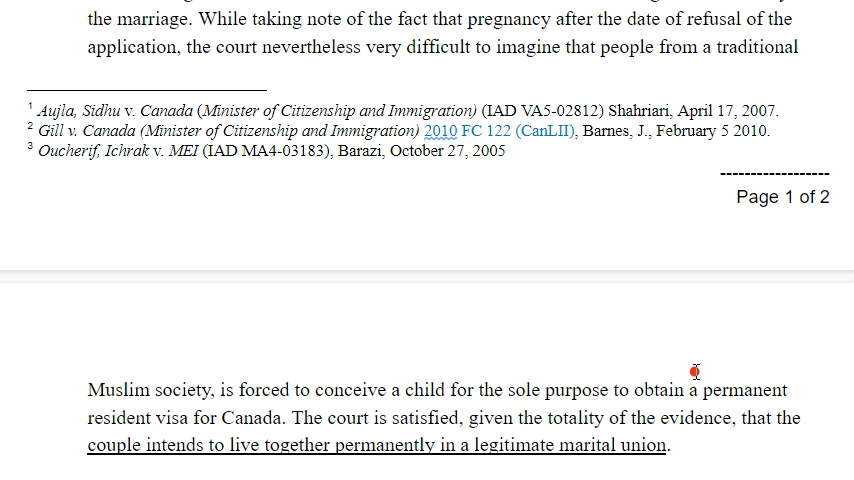 the marriage. While taking note of the fact that pregnancy after the date of refusal of the
application, the court nevertheless very difficult to imagine that people from a traditional
1 Aujla, Sidhu v. Canada (Minister of Citizenship and Immigration) (IAD VA5-02812) Shahriari, April 17, 2007.
2 Gill v. Canada (Minister of Citizenship and Immigration) 2010 FC 122 (CanLII), Barnes, J., February 5 2010.
3 Oucherif, Ichrak v. MEI (IAD MA4-03183), Barazi, October 27, 2005
------------------
Page 1 of 2
Muslim society, is forced to conceive a child for the sole purpose to obtain a permanent
resident visa for Canada. The court is satisfied, given the totality of the evidence, that the
couple intends to live together permanently in a legitimate marital union.